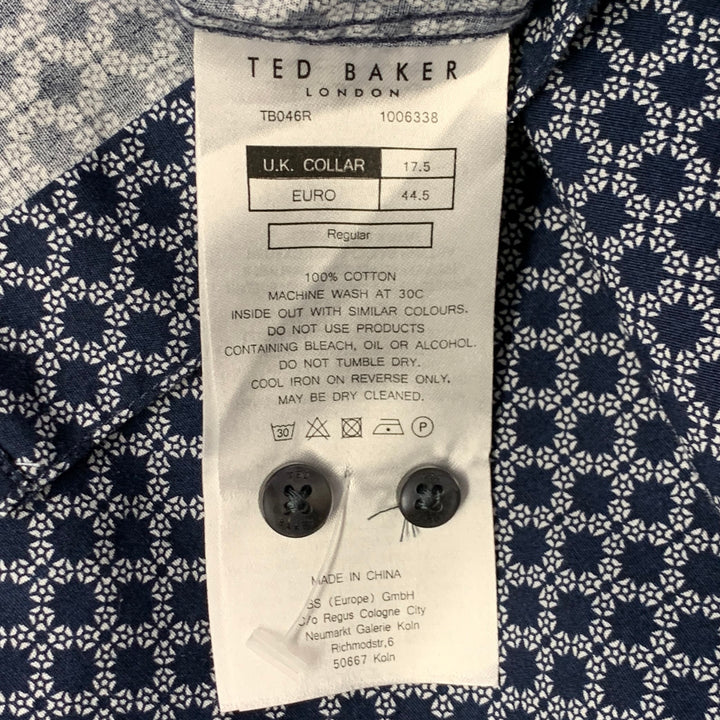 TED BAKER
LONDON
TB046R 1006338
U.K. COLLAR 17.5
EURO 44.5
Regular
100% COTTON
MACHINE WASH AT 30C
INSIDE OUT WITH SIMILAR COLOURS.
DO NOT USE PRODUCTS
CONTAINING BLEACH, OIL OR ALCOHOL.
DO NOT TUMBLE DRY.
COOL IRON ON REVERSE ONLY.
MAY BE DRY CLEANED.
30 P
TED
BAKER
MADE IN CHINA
(Europe) GmbH
c/o Regus Cologne City
Neumarkt Galerie Koln
Richmodstr,6
50667 Koln